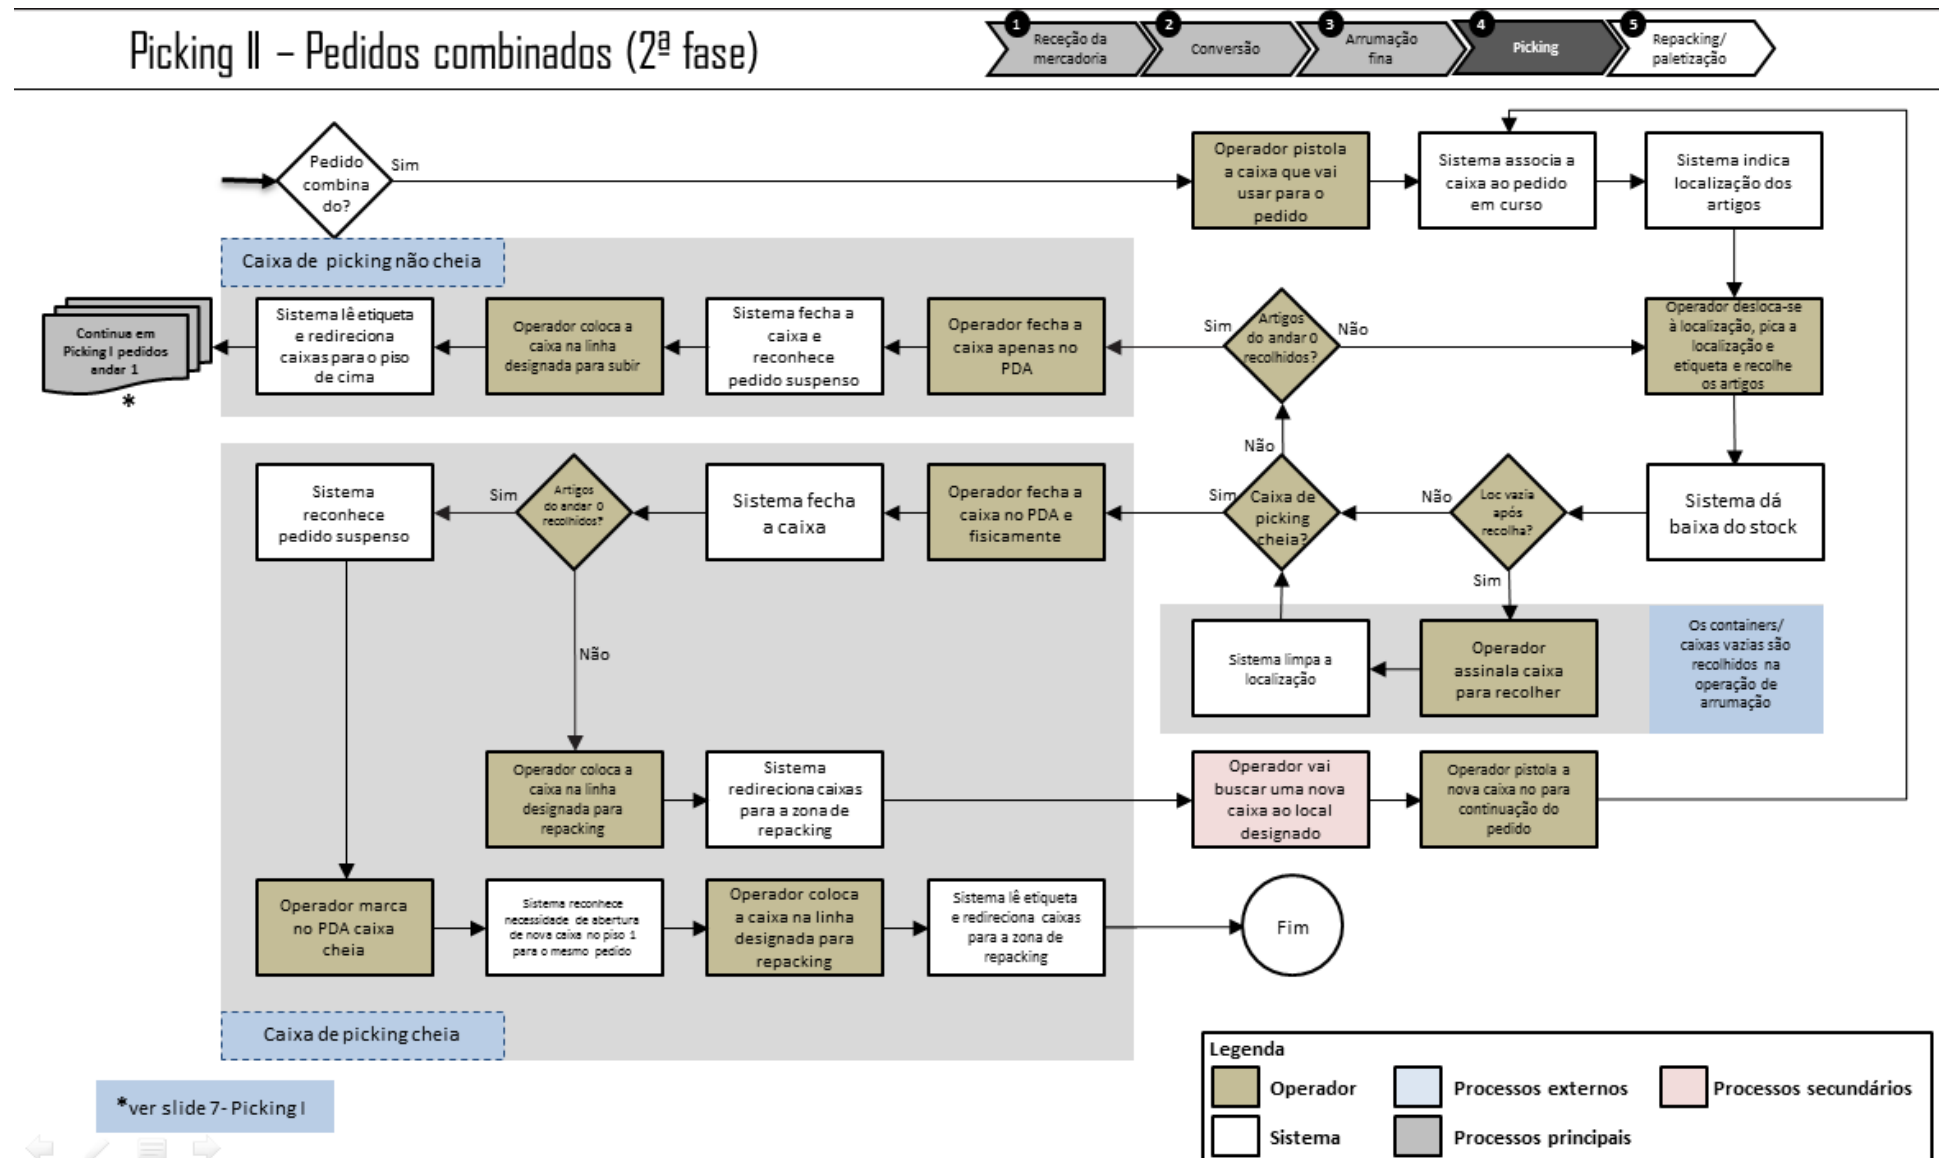 Picking II – Pedidos combinados (2ª fase)
1
Receção da
mercadoria
2
Conversão
3
Arrumação
fina
4
Picking
5
Repacking/
paletização
Pedido
combina
do?
Sim
Operador pistola
a caixa que vai
usar para o
pedido
Sistema associa a
caixa ao pedido
em curso
Sistema indica
localização dos
artigos
Caixa de picking não cheia
Continua em
Picking I pedidos
andar 1
*
Sistema lê etiqueta
e redireciona
caixas para o piso
de cima
Operador coloca a
caixa na linha
designada para subir
Sistema fecha a
caixa e
reconhece
pedido suspenso
Operador fecha a
caixa apenas no
PDA
Sim
Artigos
do andar 0
recolhidos?
Não
Operador desloca-se
à localização, pica a
localização e
etiqueta e recolhe
os artigos
Não
Sistema
reconhece
pedido suspenso
Sim
Artigos
do andar 0
recolhidos?
Sistema fecha
a caixa
Operador fecha a
caixa no PDA e
fisicamente
Sim
Caixa de
picking
cheia?
Não
Loc vazia
após
recolha?
Sistema dá
baixa do stock
Sim
Não
Sistema limpa a
localização
Operador
assinala caixa
para recolher
Os containers/
caixas vazias são
recolhidos na
operação de
arrumação
Operador coloca a
caixa na linha
designada para
repacking
Sistema
redireciona caixas
para a zona de
repacking
Operador vai
buscar uma nova
caixa ao local
designado
Operador pistola a
nova caixa no para
continuação do
pedido
Operador marca
no PDA caixa
cheia
Sistema reconhece
necessidade de abertura
de nova caixa no piso 1
para o mesmo pedido
Operador coloca
a caixa na linha
designada para
repacking
Sistema lê etiqueta
e redireciona caixas
para a zona de
repacking
Fim
Caixa de picking cheia
*ver slide 7- Picking I
Legenda
Operador
Processos externos
Processos secundários
Sistema
Processos principais